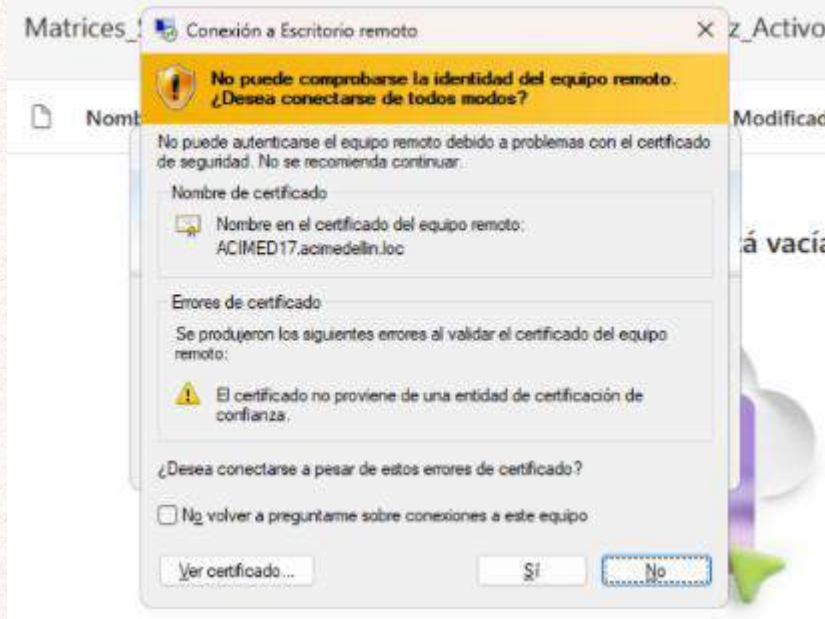 Matrices_
Conexión a Escritorio remoto
z_Activo
No puede comprobarse la identidad del equipo remoto.
¿Desea conectarse de todos modos?
Nomb
Modificad
No puede autenticarse el equipo remoto debido a problemas con el certificado
de seguridad. No se recomienda continuar.
Nombre de certificado
Nombre en el certificado del equipo remoto:
ACIMED17.acimedellin.loc
á vacía
Errores de certificado
Se produjeron los siguientes errores al validar el certificado del equipo
remoto:
El certificado no proviene de una entidad de certificación de
confianza.
¿Desea conectarse a pesar de estos errores de certificado?
No volver a preguntarme sobre conexiones a este equipo
Ver certificado...
Sí
No